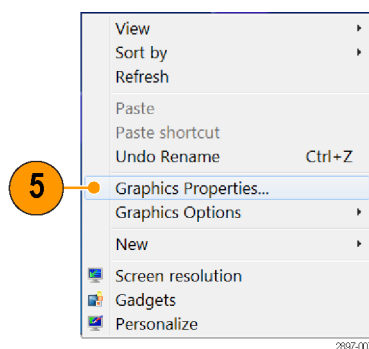 View
Sort by
Refresh
Paste
Paste shortcut
Undo Rename Ctrl+Z
5
Graphics Properties...
Graphics Options
New
Screen resolution
Gadgets
Personalize